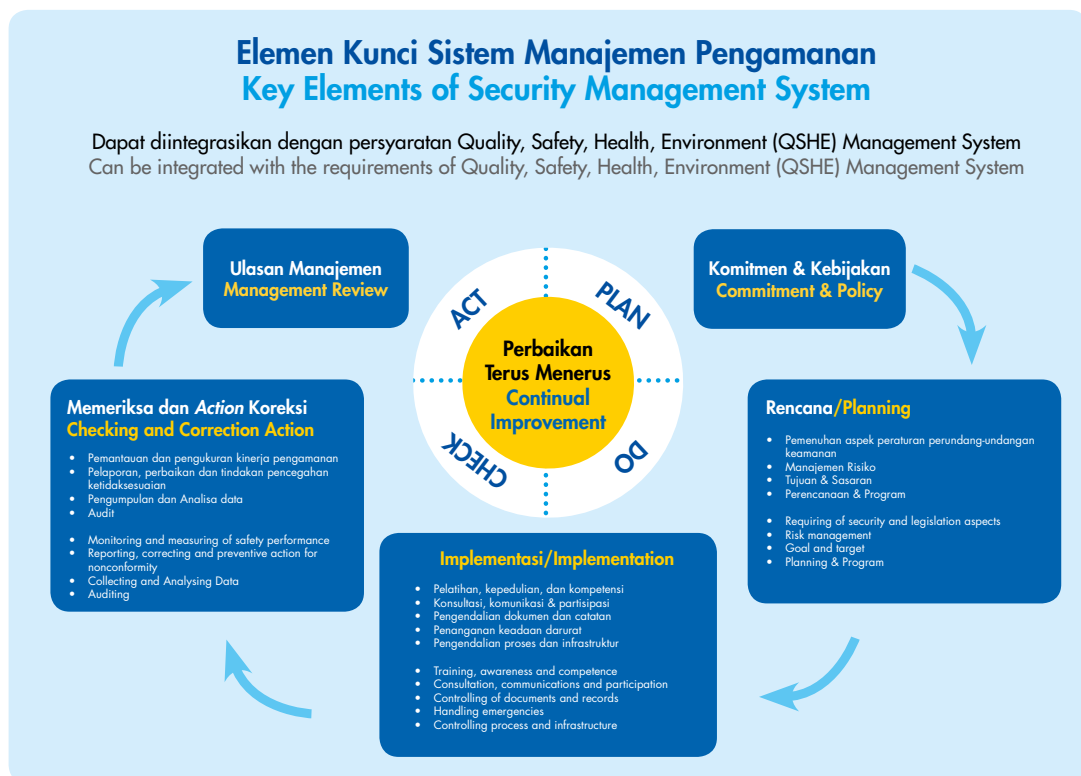 Elemen Kunci Sistem Manajemen Pengamanan
Key Elements of Security Management System
Dapat diintegrasikan dengan persyaratan Quality, Safety, Health, Environment (QSHE) Management System
Can be integrated with the requirements of Quality, Safety, Health, Environment (QSHE) Management System
Ulasan Manajemen
Management Review
ACT
PLAN
CHECK
DO
Perbaikan
Terus Menerus
Continual
Improvement
Komitmen & Kebijakan
Commitment & Policy
Memeriksa dan Action Koreksi
Checking and Correction Action
• Pemantauan dan pengukuran kinerja pengamanan
• Pelaporan, perbaikan dan tindakan pencegahan
ketidaksesuaian
• Pengumpulan dan Analisa data
• Audit
• Monitoring and measuring of safety performance
• Reporting, correcting and preventive action for
nonconformity
• Collecting and Analysing Data
• Auditing
Rencana/Planning
• Pemenuhan aspek peraturan perundang-undangan
keamanan
• Manajemen Risiko
• Tujuan & Sasaran
• Perencanaan & Program
• Requiring of security and legislation aspects
• Risk management
• Goal and target
• Planning & Program
Implementasi/Implementation
• Pelatihan, kepedulian, dan kompetensi
• Konsultasi, komunikasi & partisipasi
• Pengendalian dokumen dan catatan
• Penanganan keadaan darurat
• Pengendalian proses dan infrastruktur
• Training, awareness and competence
• Consultation, communications and participation
• Controlling of documents and records
• Handling emergencies
• Controlling process and infrastructure